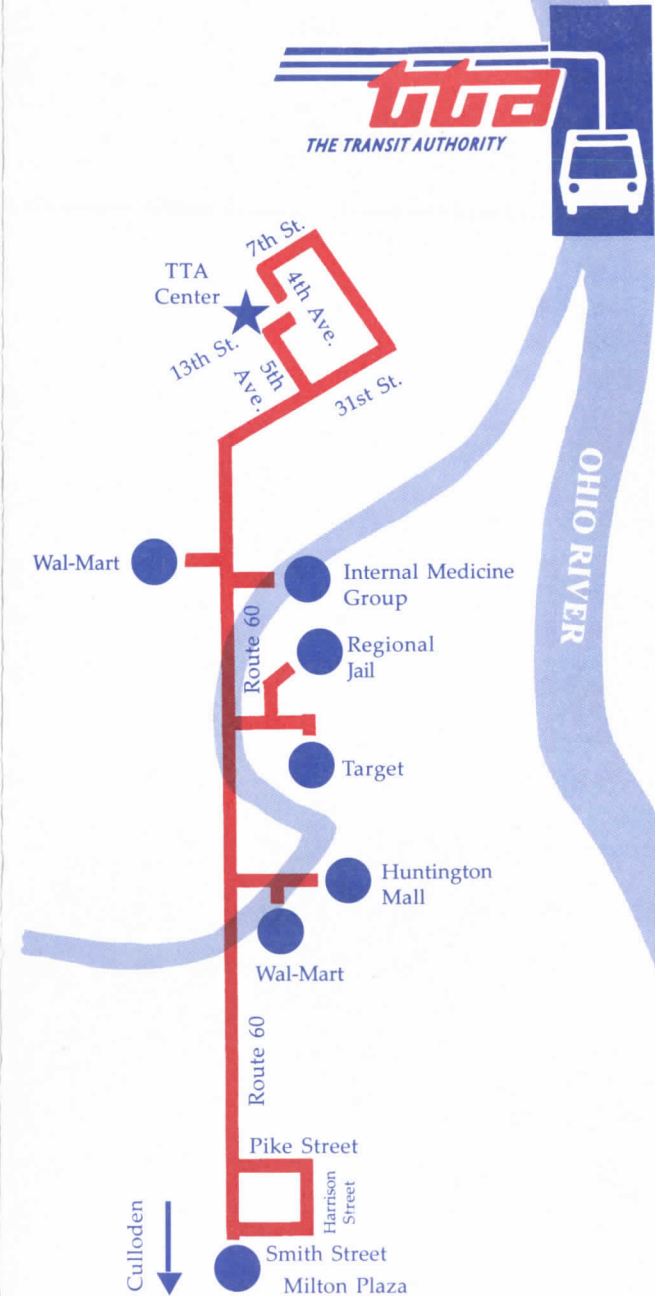 tta
THE TRANSIT AUTHORITY
7th St.
TTA
Center
4th Ave.
13th St.
5th
Ave.
31st St.
OHIO RIVER
Wal-Mart
Internal Medicine
Group
Route 60
Regional
Jail
Target
Huntington
Mall
Wal-Mart
Route 60
Pike Street
Harrison
Street
Culloden
Smith Street
Milton Plaza